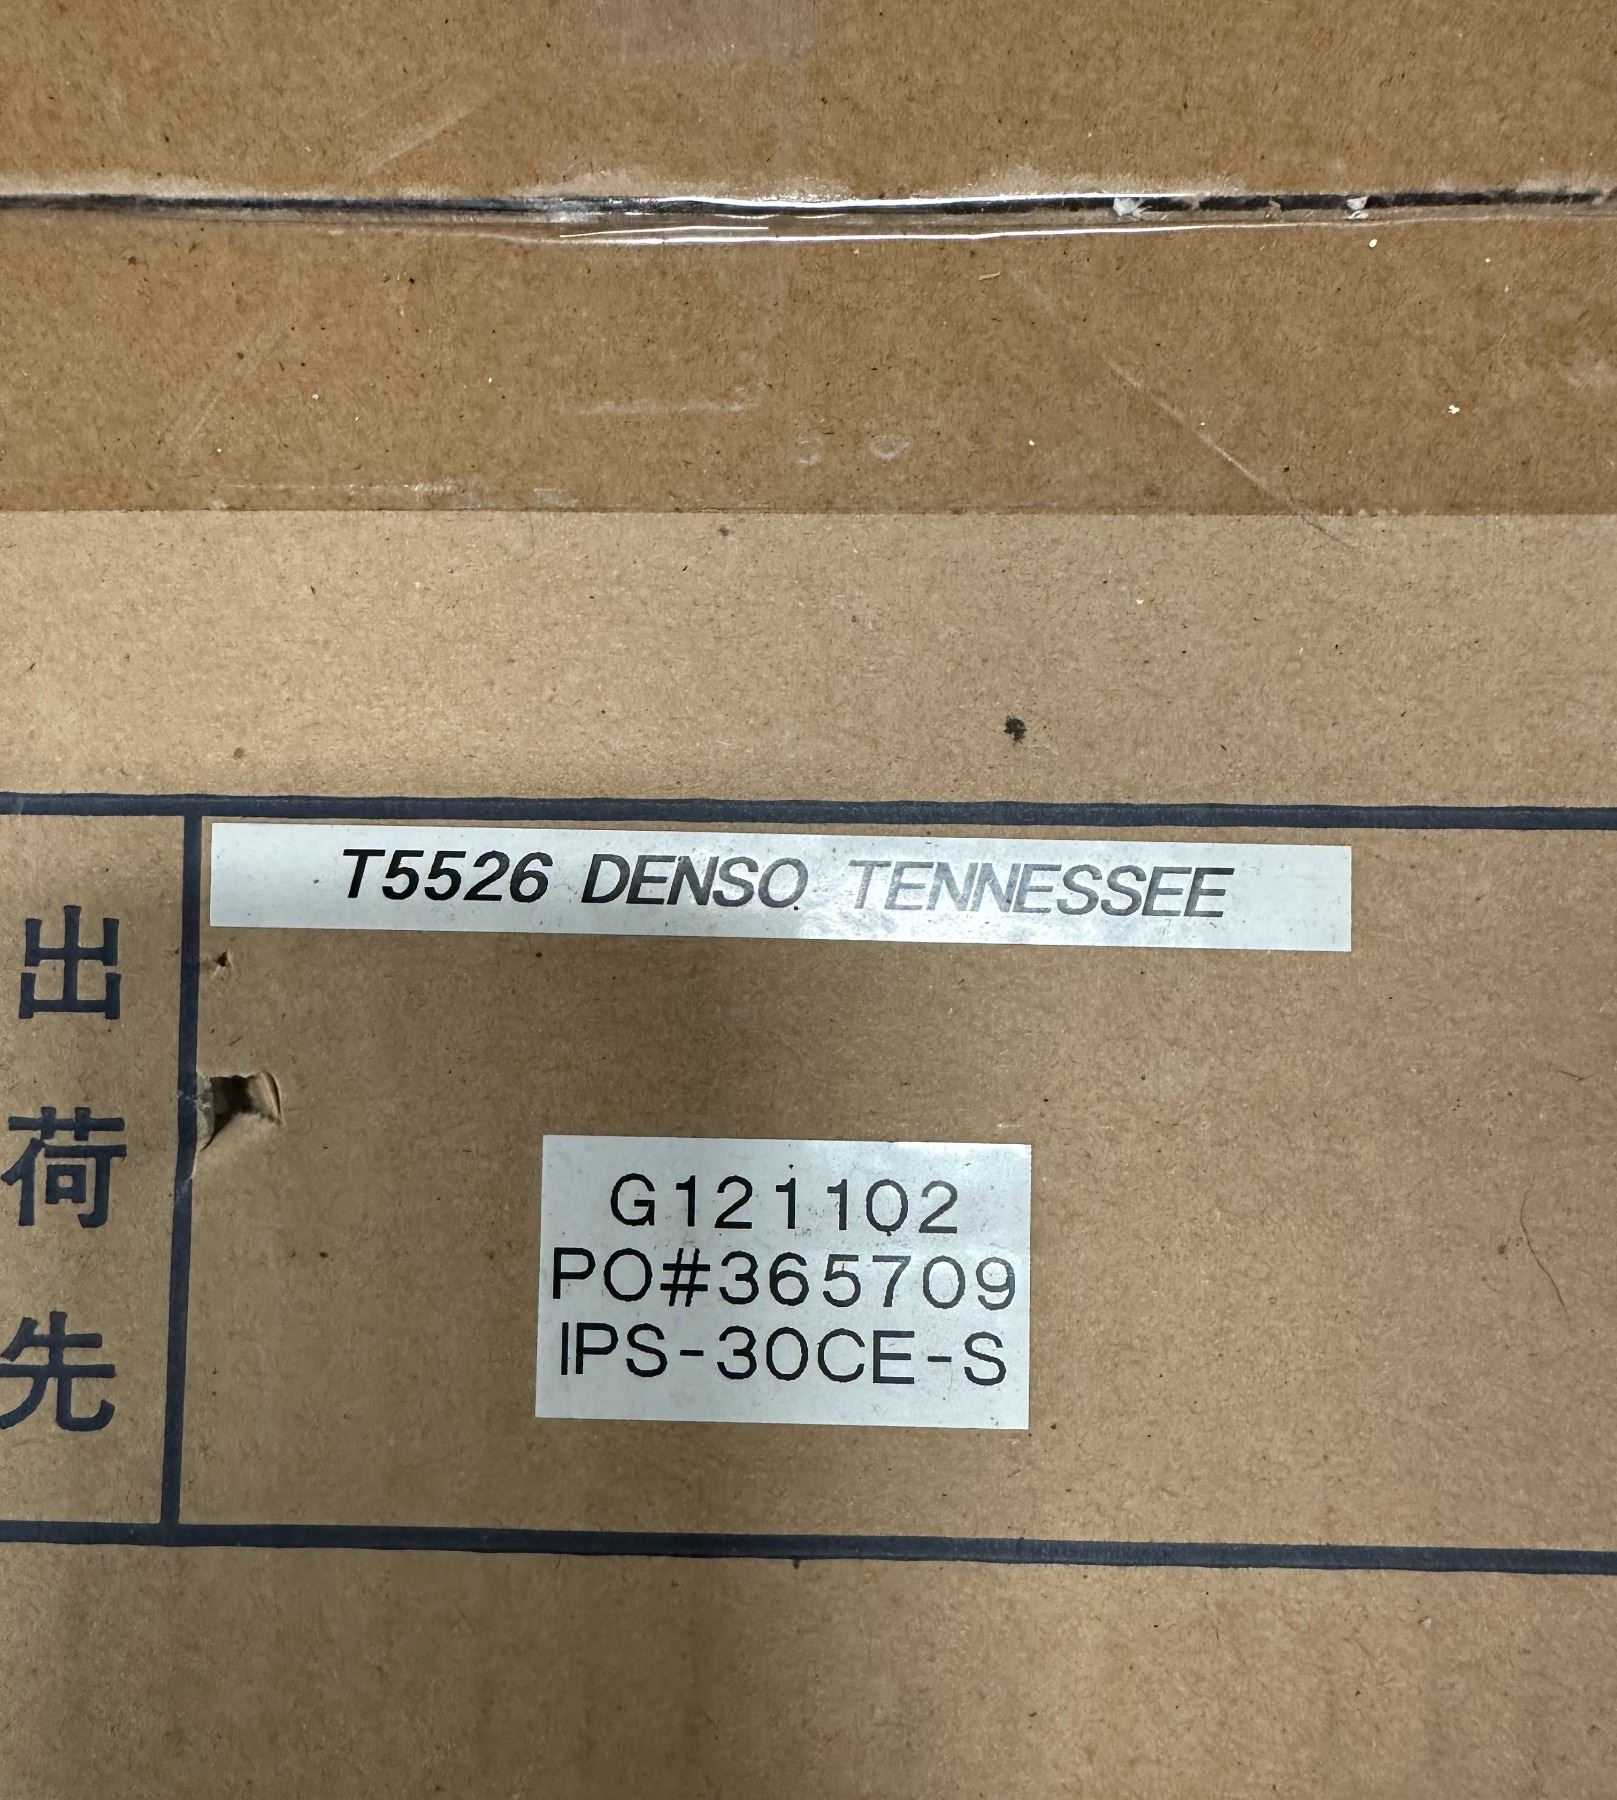 T5526 DENSO TENNESSEE
出荷先
G121102
PO#365709
IPS-30CE-S